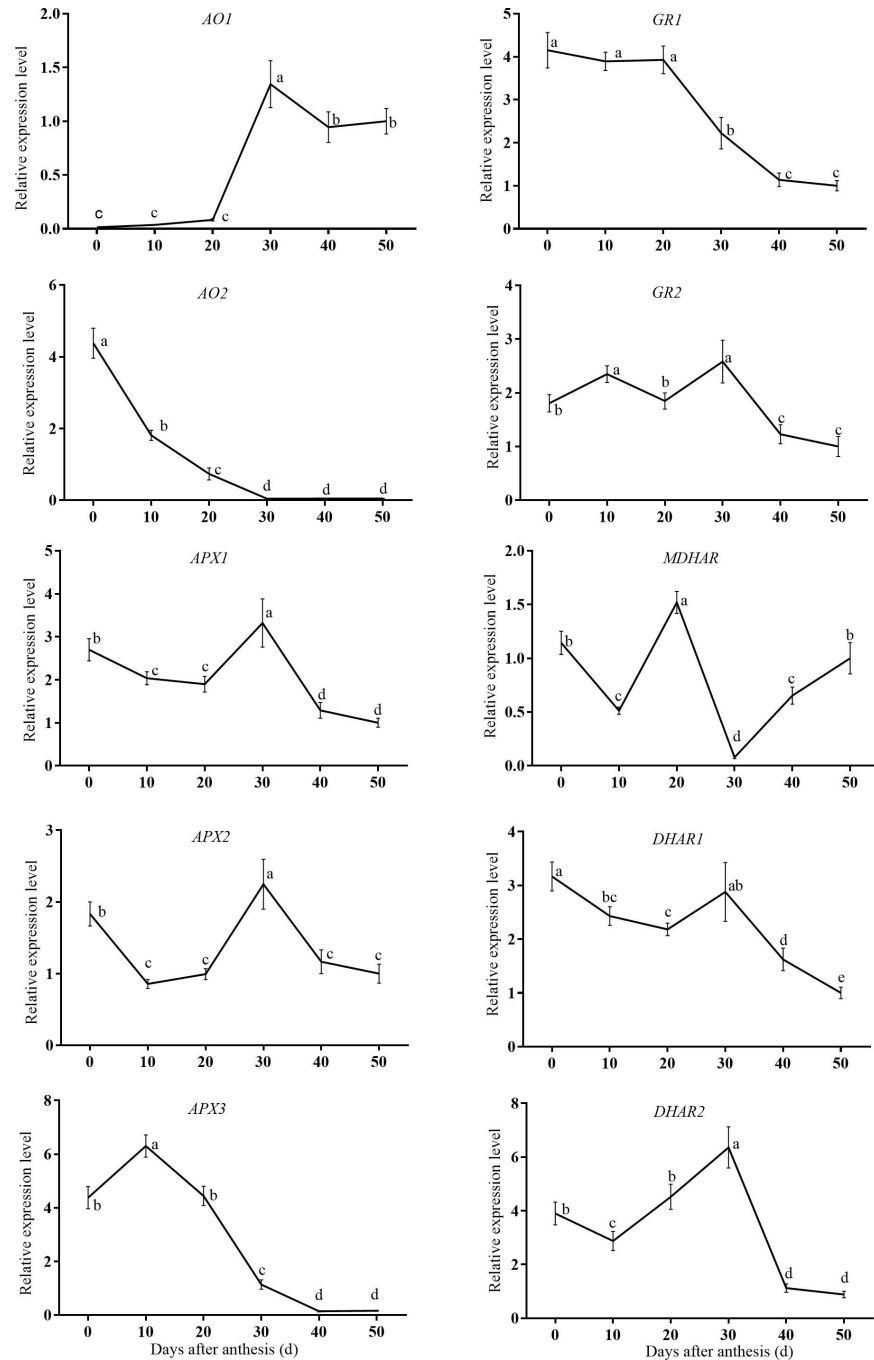 AO1
Relative expression level
2.0
1.5
1.0
0.5
0.0
c
c
c
a
b
b
0 10 20 30 40 50
GR1
Relative expression level
5
4
3
2
1
0
a
a
a
b
c
c
0 10 20 30 40 50
AO2
Relative expression level
6
4
2
0
a
b
c
d
d
d
0 10 20 30 40 50
GR2
Relative expression level
4
3
2
1
0
b
a
b
a
c
c
0 10 20 30 40 50
APX1
Relative expression level
5
4
3
2
1
0
b
c
c
a
d
d
0 10 20 30 40 50
MDHAR
Relative expression level
2.0
1.5
1.0
0.5
0.0
b
c
a
d
c
b
0 10 20 30 40 50
APX2
Relative expression level
3
2
1
0
b
c
c
a
c
c
0 10 20 30 40 50
DHAR1
Relative expression level
4
3
2
1
0
a
bc
c
ab
d
e
0 10 20 30 40 50
APX3
Relative expression level
8
6
4
2
0
b
a
b
c
d
d
0 10 20 30 40 50
Days after anthesis (d)
DHAR2
Relative expression level
8
6
4
2
0
b
c
b
a
d
d
0 10 20 30 40 50
Days after anthesis (d)